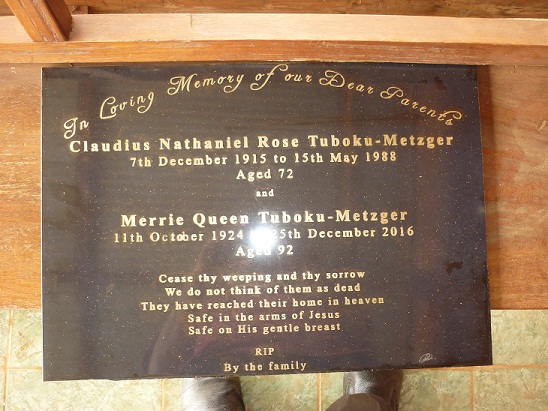 In Loving Memory of our Dear Parents
Claudius Nathaniel Rose Tuboku-Metzger
7th December 1915 to 15th May 1988
Aged 72
and
Merrie Queen Tuboku-Metzger
11th October 1924 25th December 2016
Aged 92
Cease thy weeping and thy sorrow
We do not think of them as dead
They have reached their home in heaven
Safe in the arms of Jesus
Safe on His gentle breast
RIP
By the family